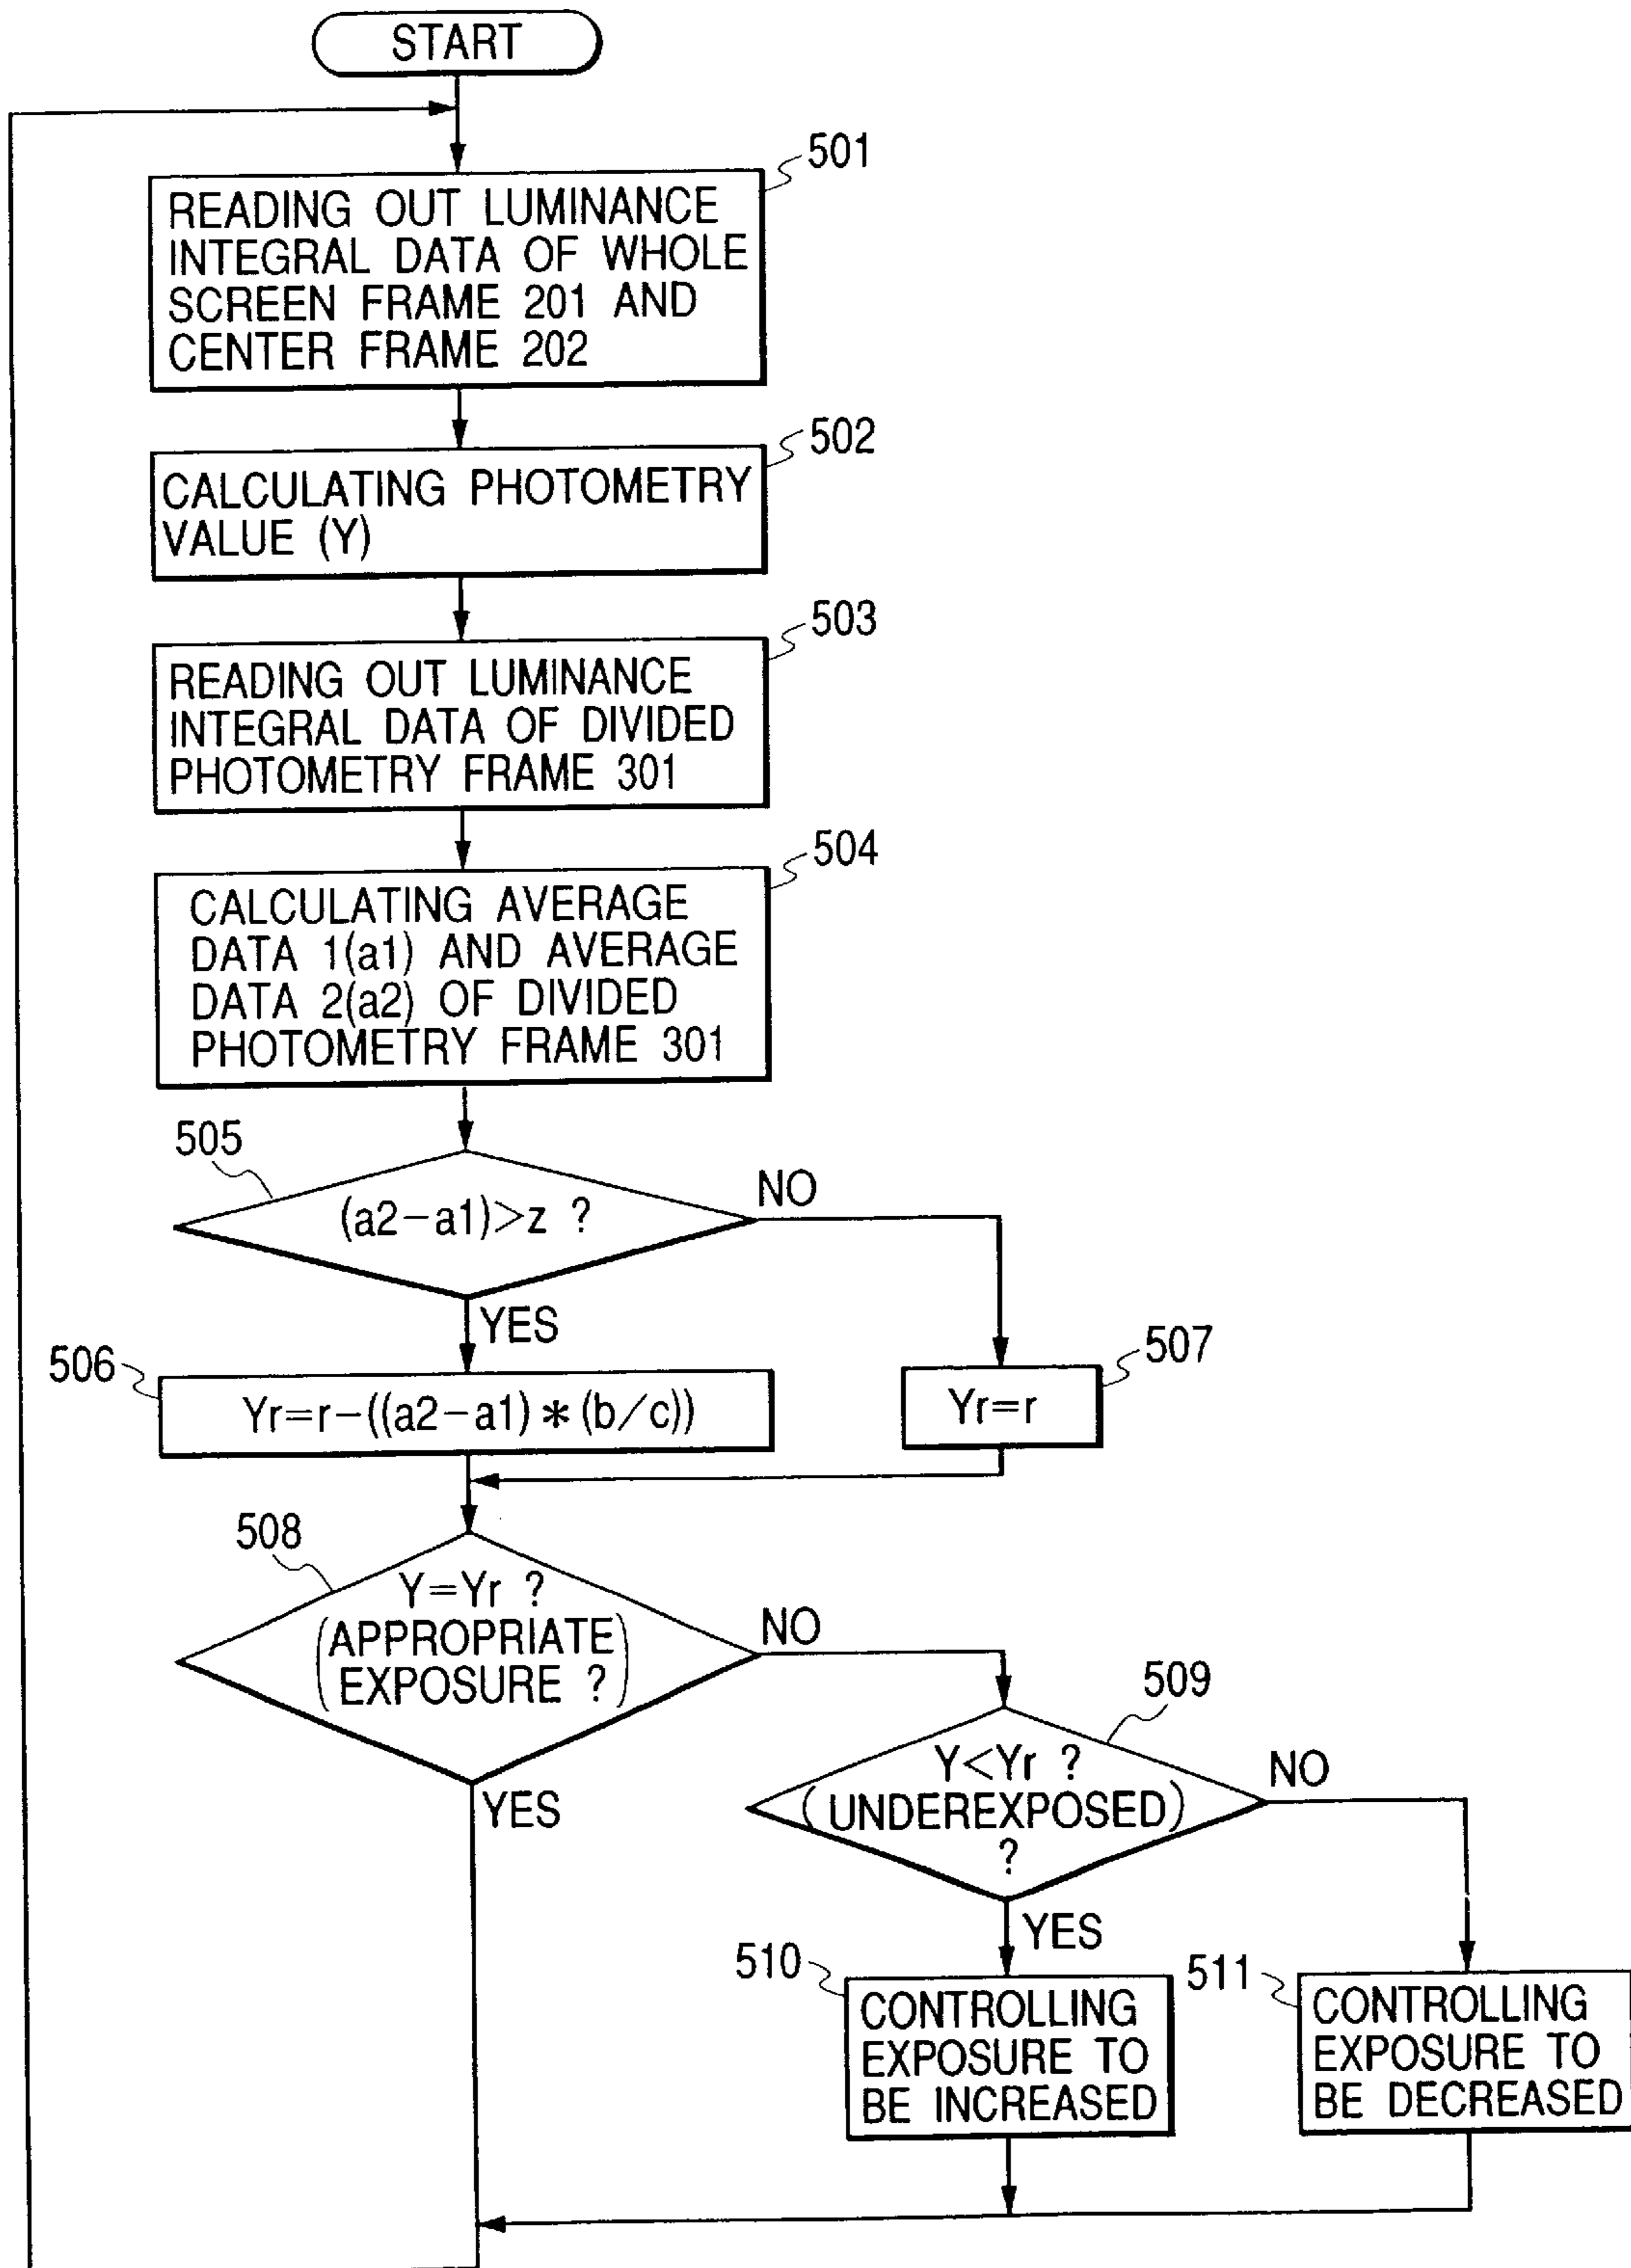 START
501
READING OUT LUMINANCE
INTEGRAL DATA OF WHOLE
SCREEN FRAME 201 AND
CENTER FRAME 202
502
CALCULATING PHOTOMETRY
VALUE (Y)
503
READING OUT LUMINANCE
INTEGRAL DATA OF DIVIDED
PHOTOMETRY FRAME 301
504
CALCULATING AVERAGE
DATA 1(a1) AND AVERAGE
DATA 2(a2) OF DIVIDED
PHOTOMETRY FRAME 301
505
(a2-a1)>z ?
NO
YES
506
Yr=r-((a2-a1)*(b/c))
507
Yr=r
508
Y=Yr ?
(APPROPRIATE
EXPOSURE ?)
NO
YES
509
Y<Yr ?
(UNDEREXPOSED)
?
NO
YES
510
CONTROLLING
EXPOSURE TO
BE INCREASED
511
CONTROLLING
EXPOSURE TO
BE DECREASED